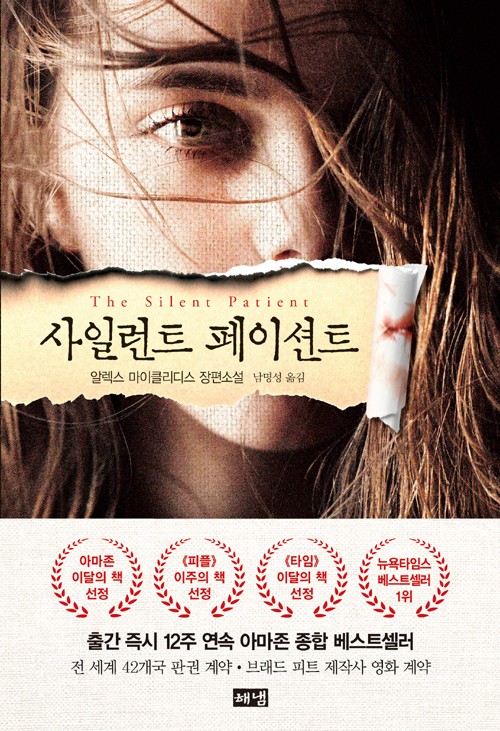 The Silent Patient
사일런트 페이션트
알렉스 마이클리디스 장편소설 남명성 옮김
아마존
이달의 책
선정
《피플》
이주의 책
선정
《타임》
이달의 책
선정
뉴욕타임스
베스트셀러
1위
출간 즉시 12주 연속 아마존 종합 베스트셀러
전 세계 42개국 판권 계약 • 브래드 피트 제작사 영화 계약
해냄